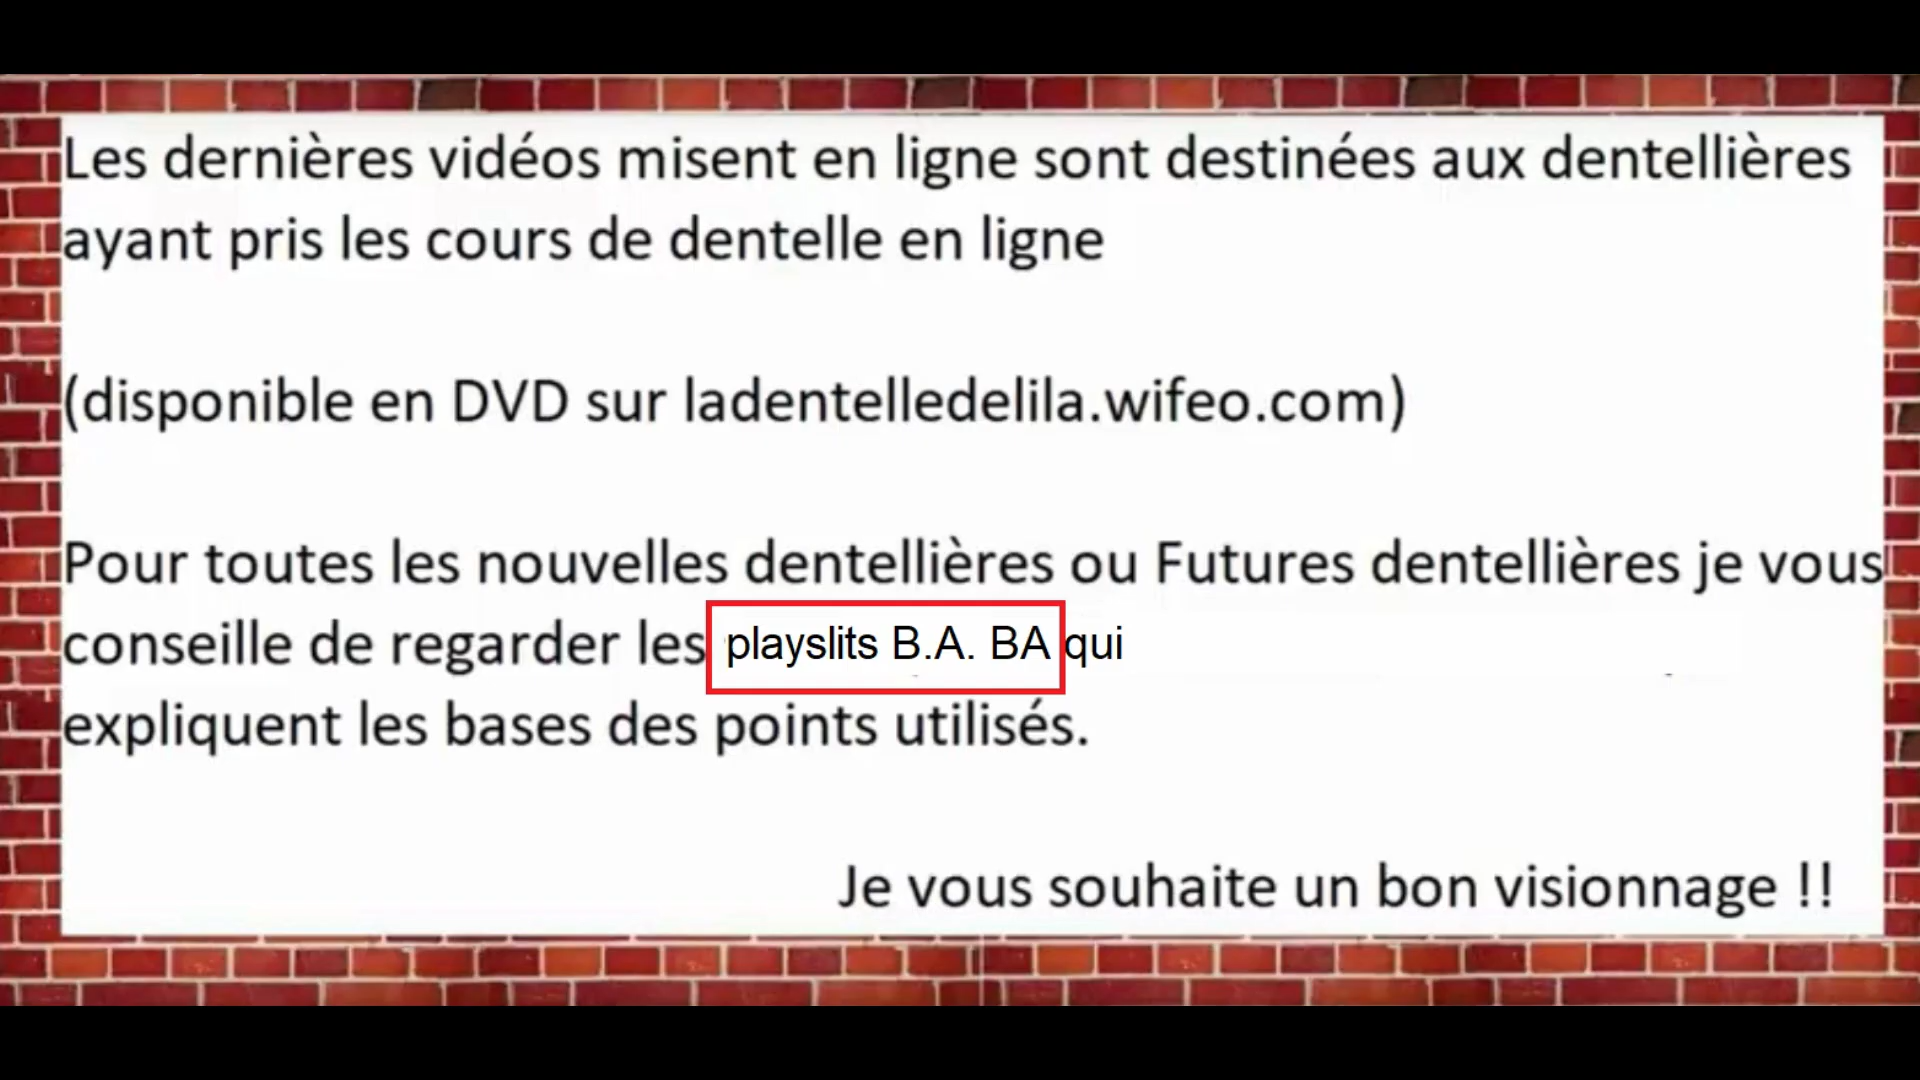 Les dernières vidéos misent en ligne sont destinées aux dentellières
ayant pris les cours de dentelle en ligne
(disponible en DVD sur ladentelledelila.wifeo.com)
Pour toutes les nouvelles dentellières ou Futures dentellières je vous
conseille de regarder les playslits B.A. BA qui
expliquent les bases des points utilisés.
Je vous souhaite un bon visionnage !!